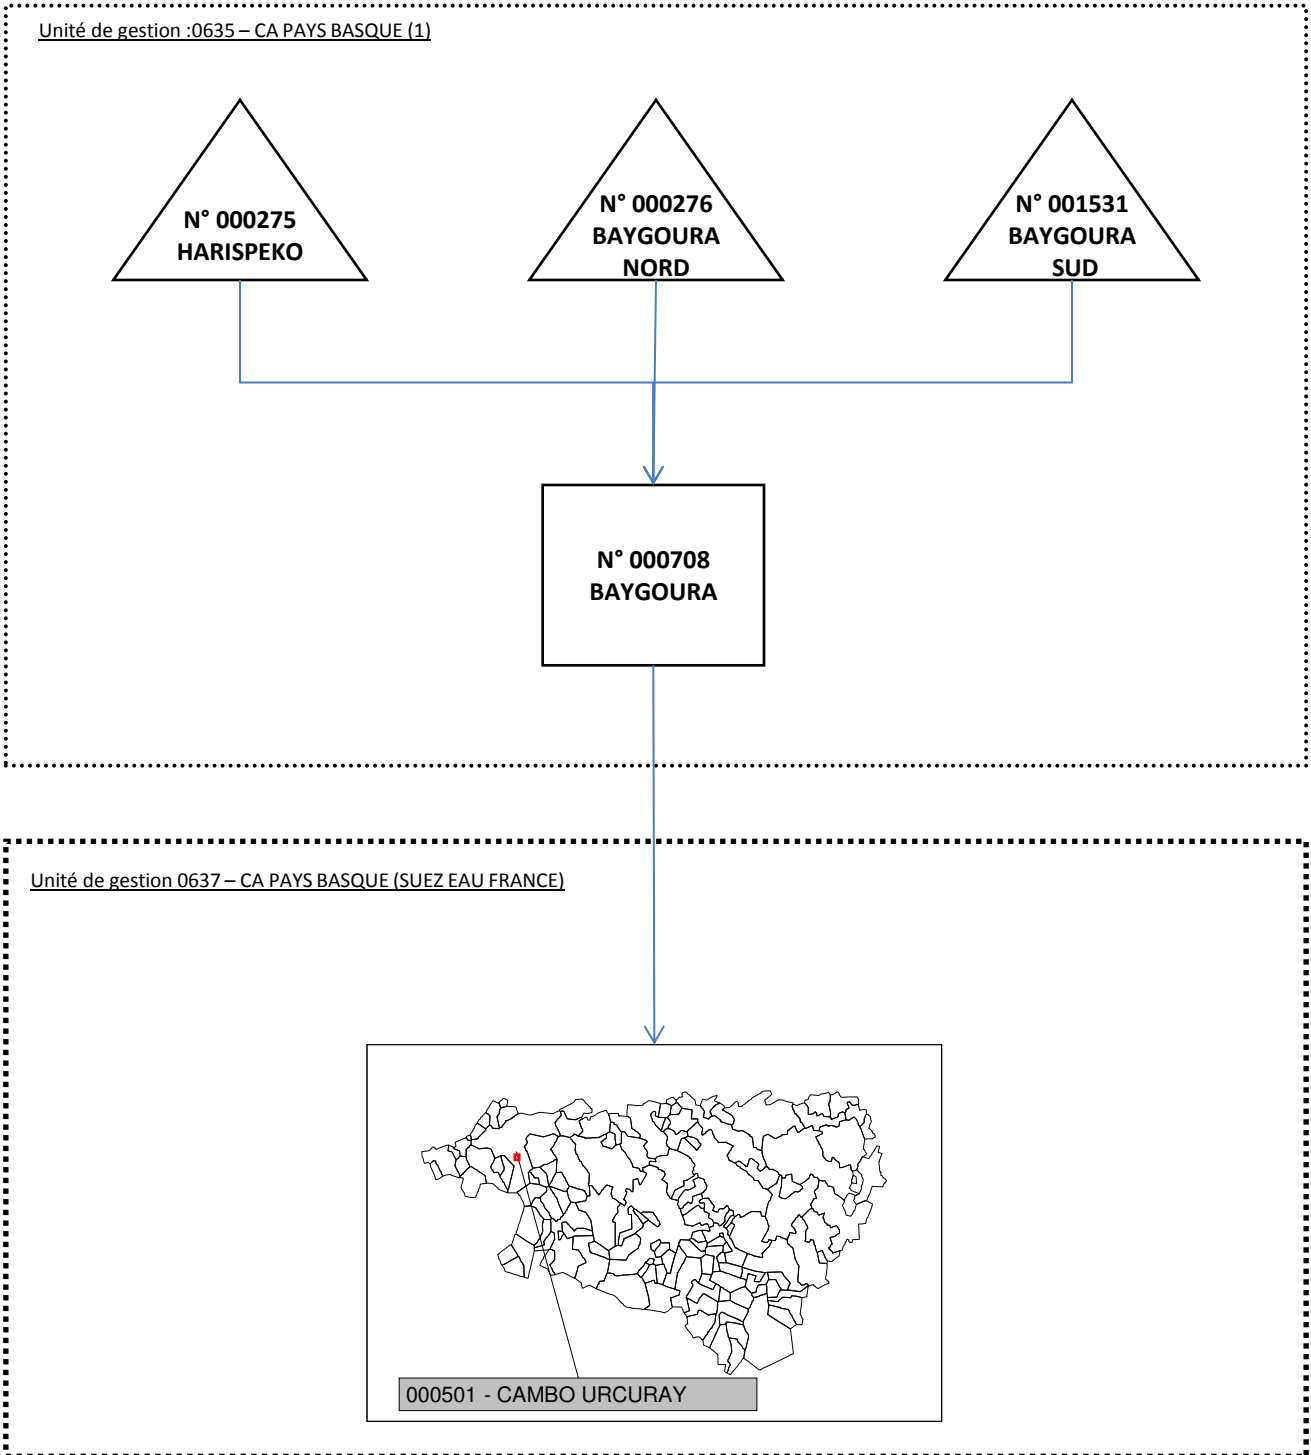 Unité de gestion :0635 – CA PAYS BASQUE (1)
N° 000275
HARISPEKO
N° 000276
BAYGOURA
NORD
N° 001531
BAYGOURA
SUD
N° 000708
BAYGOURA
Unité de gestion 0637 – CA PAYS BASQUE (SUEZ EAU FRANCE)
000501 - CAMBO URCURAY